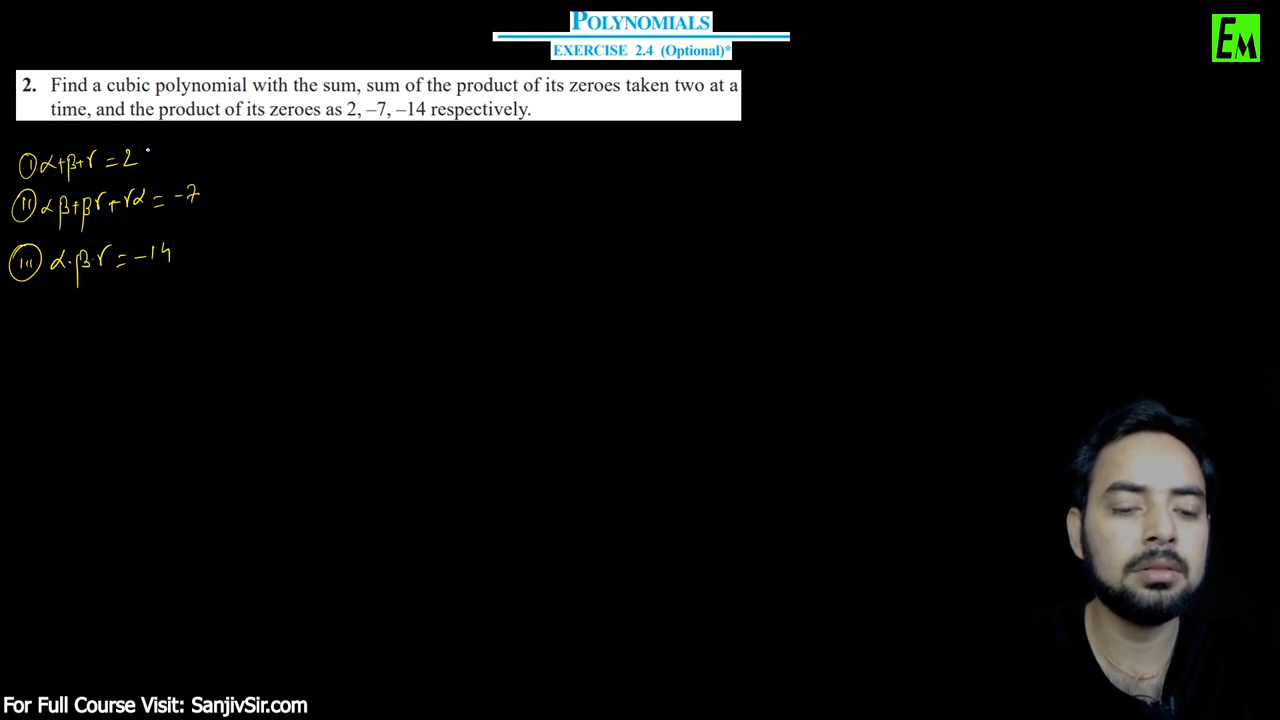 POLYNOMIALS
EXERCISE 2.4 (Optional)*
EM
2. Find a cubic polynomial with the sum, sum of the product of its zeroes taken two at a
time, and the product of its zeroes as 2, –7, –14 respectively.
(I) α+β+γ = 2
(II) αβ+βγ+γα = -7
(III) α·β·γ = -14
For Full Course Visit: SanjivSir.com